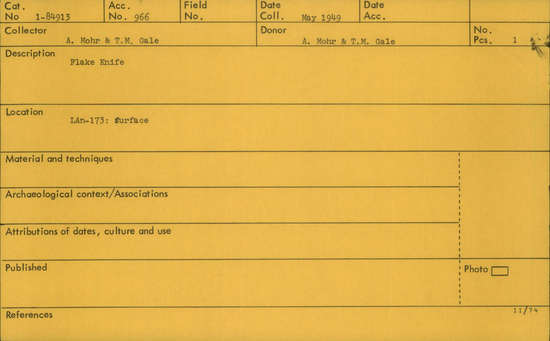 Cat. Acc. Field Date Date
No 1-84913 No. 966 No. Coll. May 1949 Acc.
Collector Donor No.
A. Mohr & T.M. Gale A. Mohr & T.M. Gale Pcs. 1
Description
Flake Knife
Location
LAn-173: Surface
Material and techniques
Archaeological context/Associations
Attributions of dates, culture and use
Published Photo
References 11/74